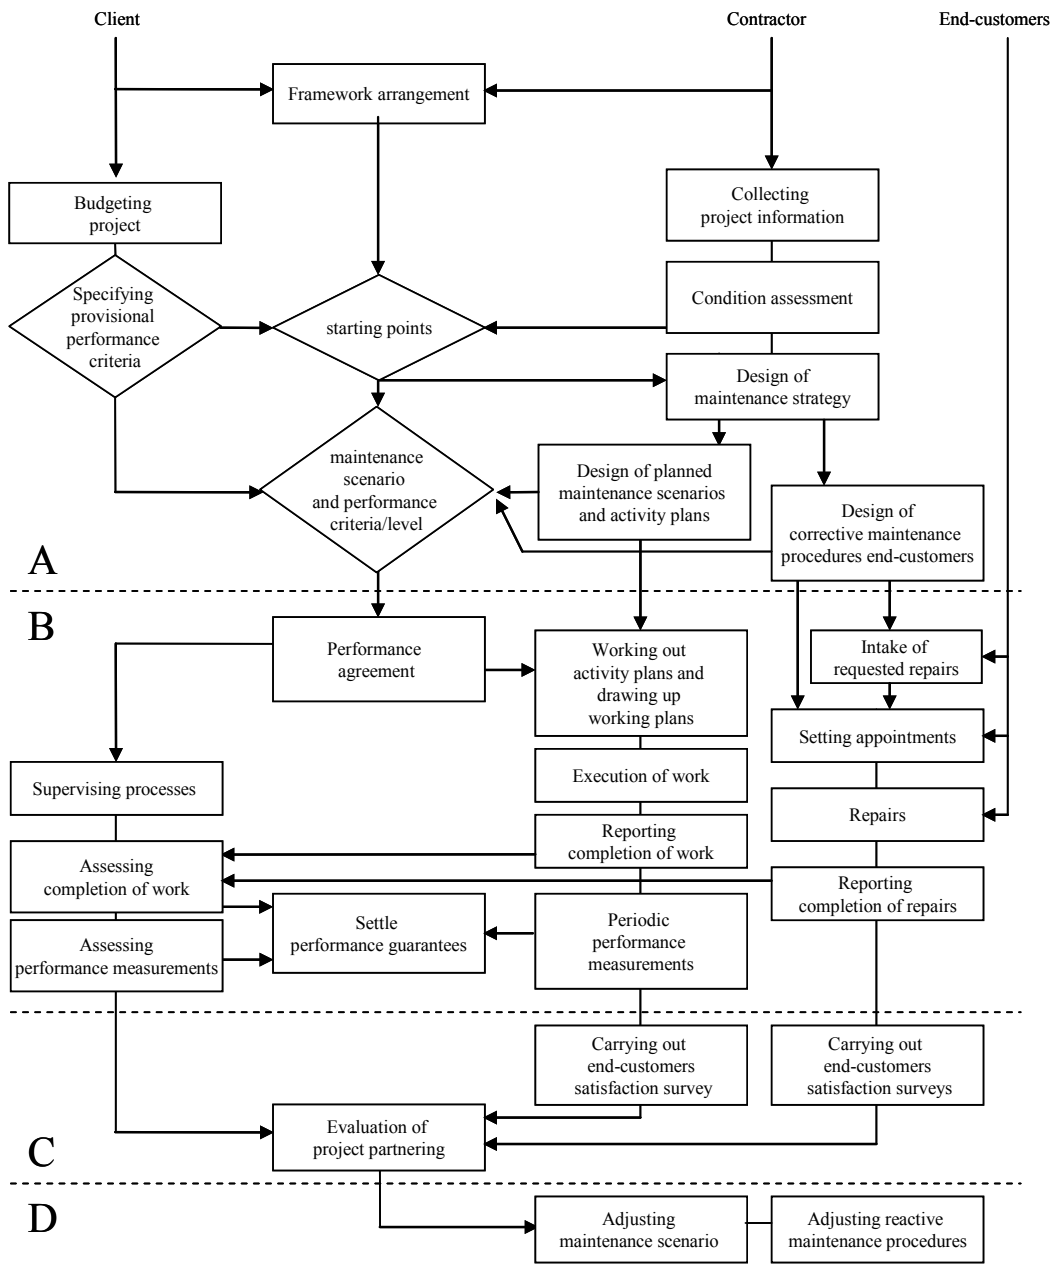 Client
Contractor
End-customers
Framework arrangement
Budgeting
project
Collecting
project information
Specifying
provisional
performance
criteria
starting points
Condition assessment
Design of
maintenance strategy
maintenance
scenario
and performance
criteria/level
Design of planned
maintenance scenarios
and activity plans
Design of
corrective maintenance
procedures end-customers
A
B
Performance
agreement
Working out
activity plans and
drawing up
working plans
Intake of
requested repairs
Setting appointments
Supervising processes
Execution of work
Repairs
Assessing
completion of work
Reporting
completion of work
Reporting
completion of repairs
Settle
performance guarantees
Periodic
performance
measurements
Assessing
performance measurements
Carrying out
end-customers
satisfaction survey
Carrying out
end-customers
satisfaction surveys
Evaluation of
project partnering
C
D
Adjusting
maintenance scenario
Adjusting reactive
maintenance procedures